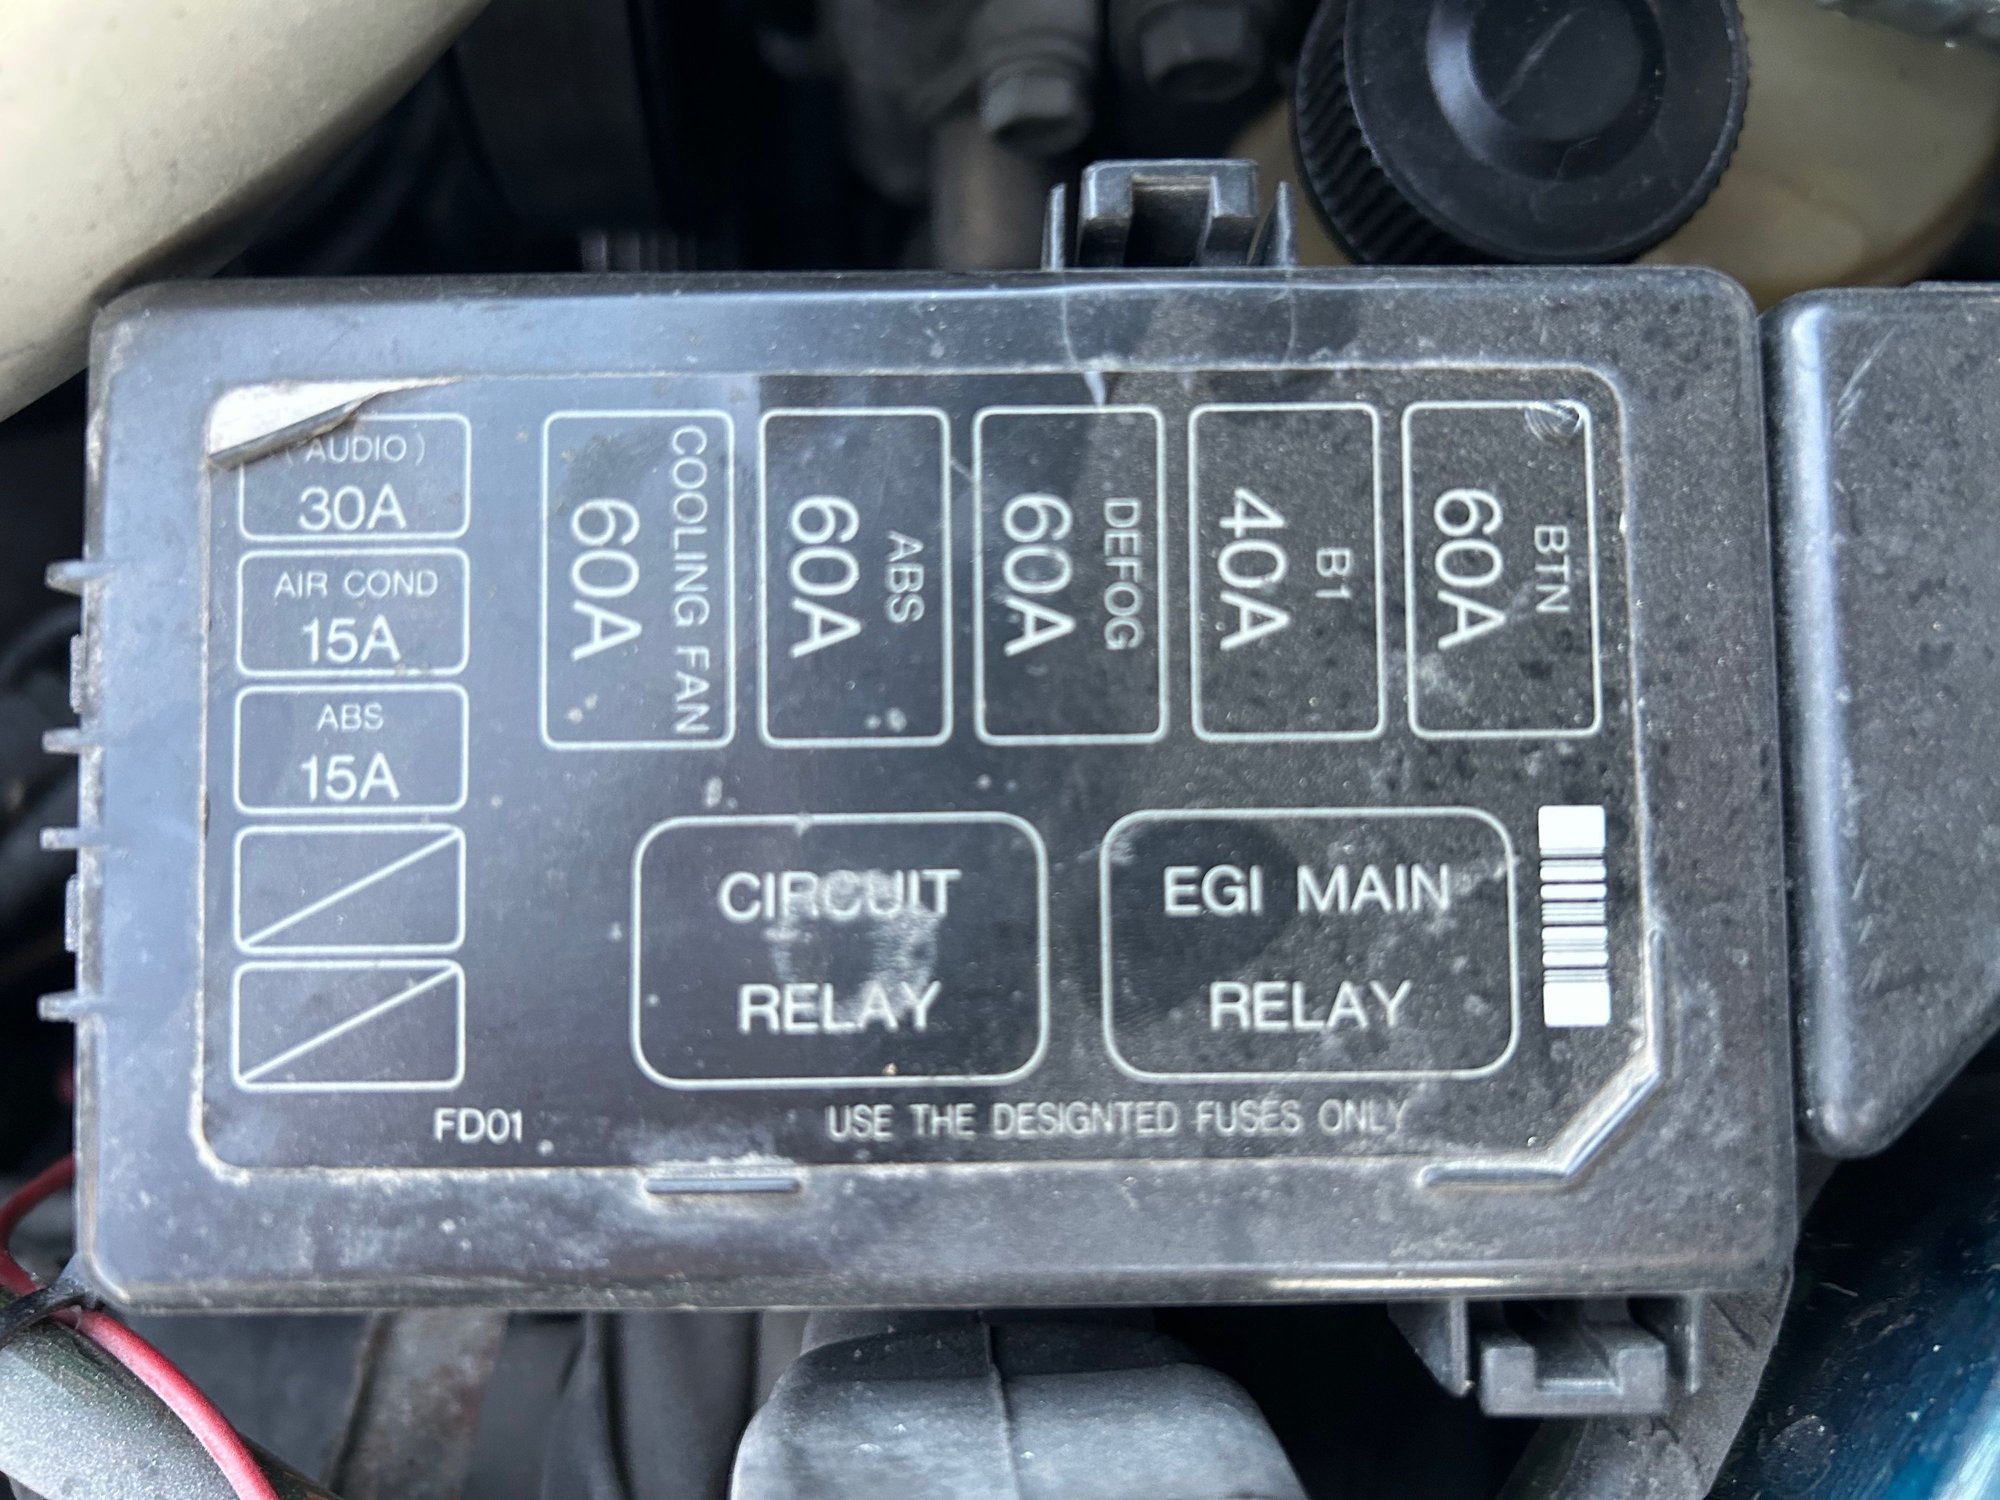 ( AUDIO )
30A
AIR COND
15A
ABS
15A
COOLING FAN
60A
ABS
60A
DEFOG
60A
B1
40A
BTN
60A
CIRCUIT
RELAY
EGI MAIN
RELAY
FD01
USE THE DESIGNTED FUSES ONLY